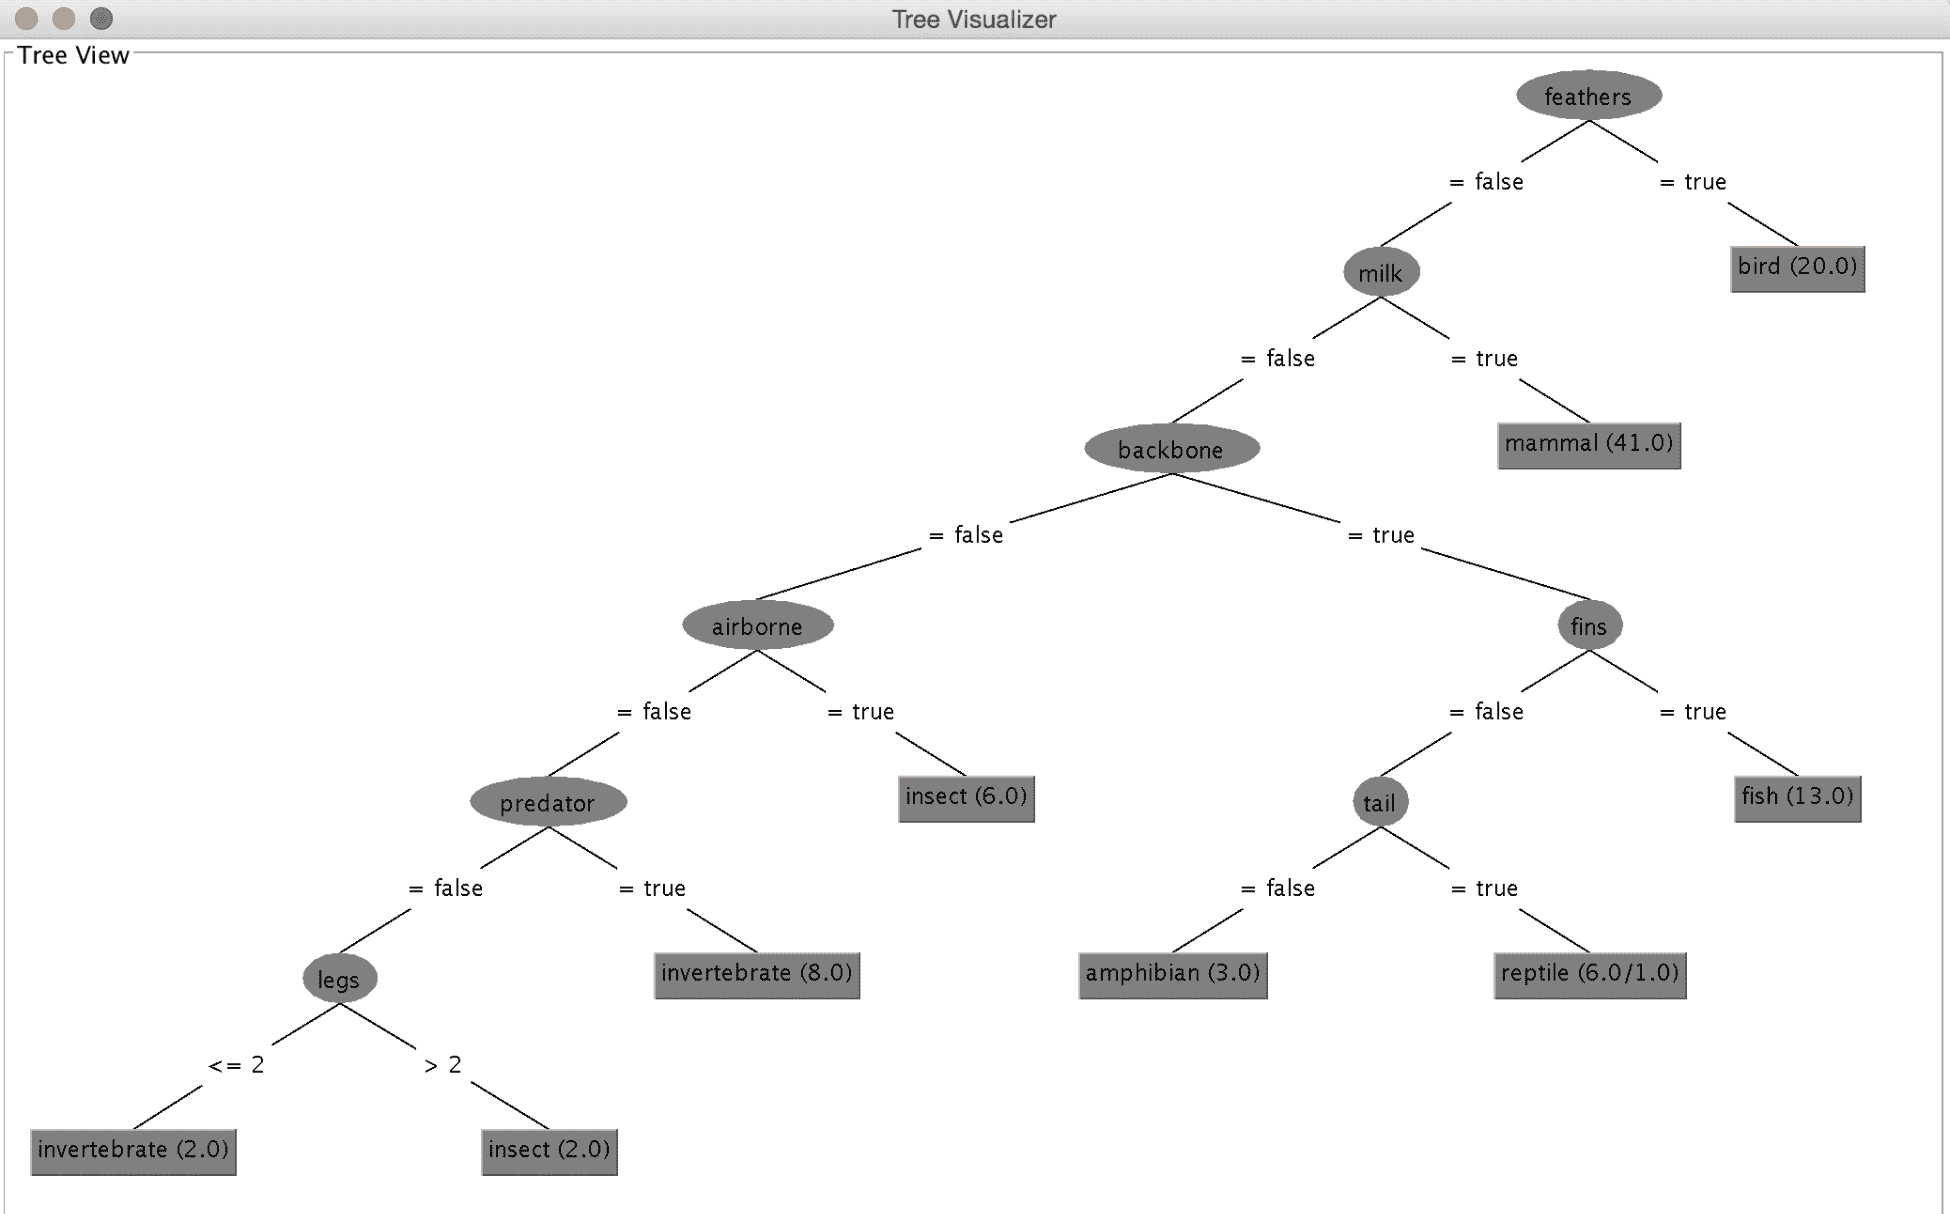 Tree Visualizer
Tree View
feathers
= false = true
milk bird (20.0)
= false = true
backbone mammal (41.0)
= false = true
airborne fins
= false = true = false = true
predator insect (6.0) tail fish (13.0)
= false = true = false = true
legs invertebrate (8.0) amphibian (3.0) reptile (6.0/1.0)
<= 2 > 2
invertebrate (2.0) insect (2.0)